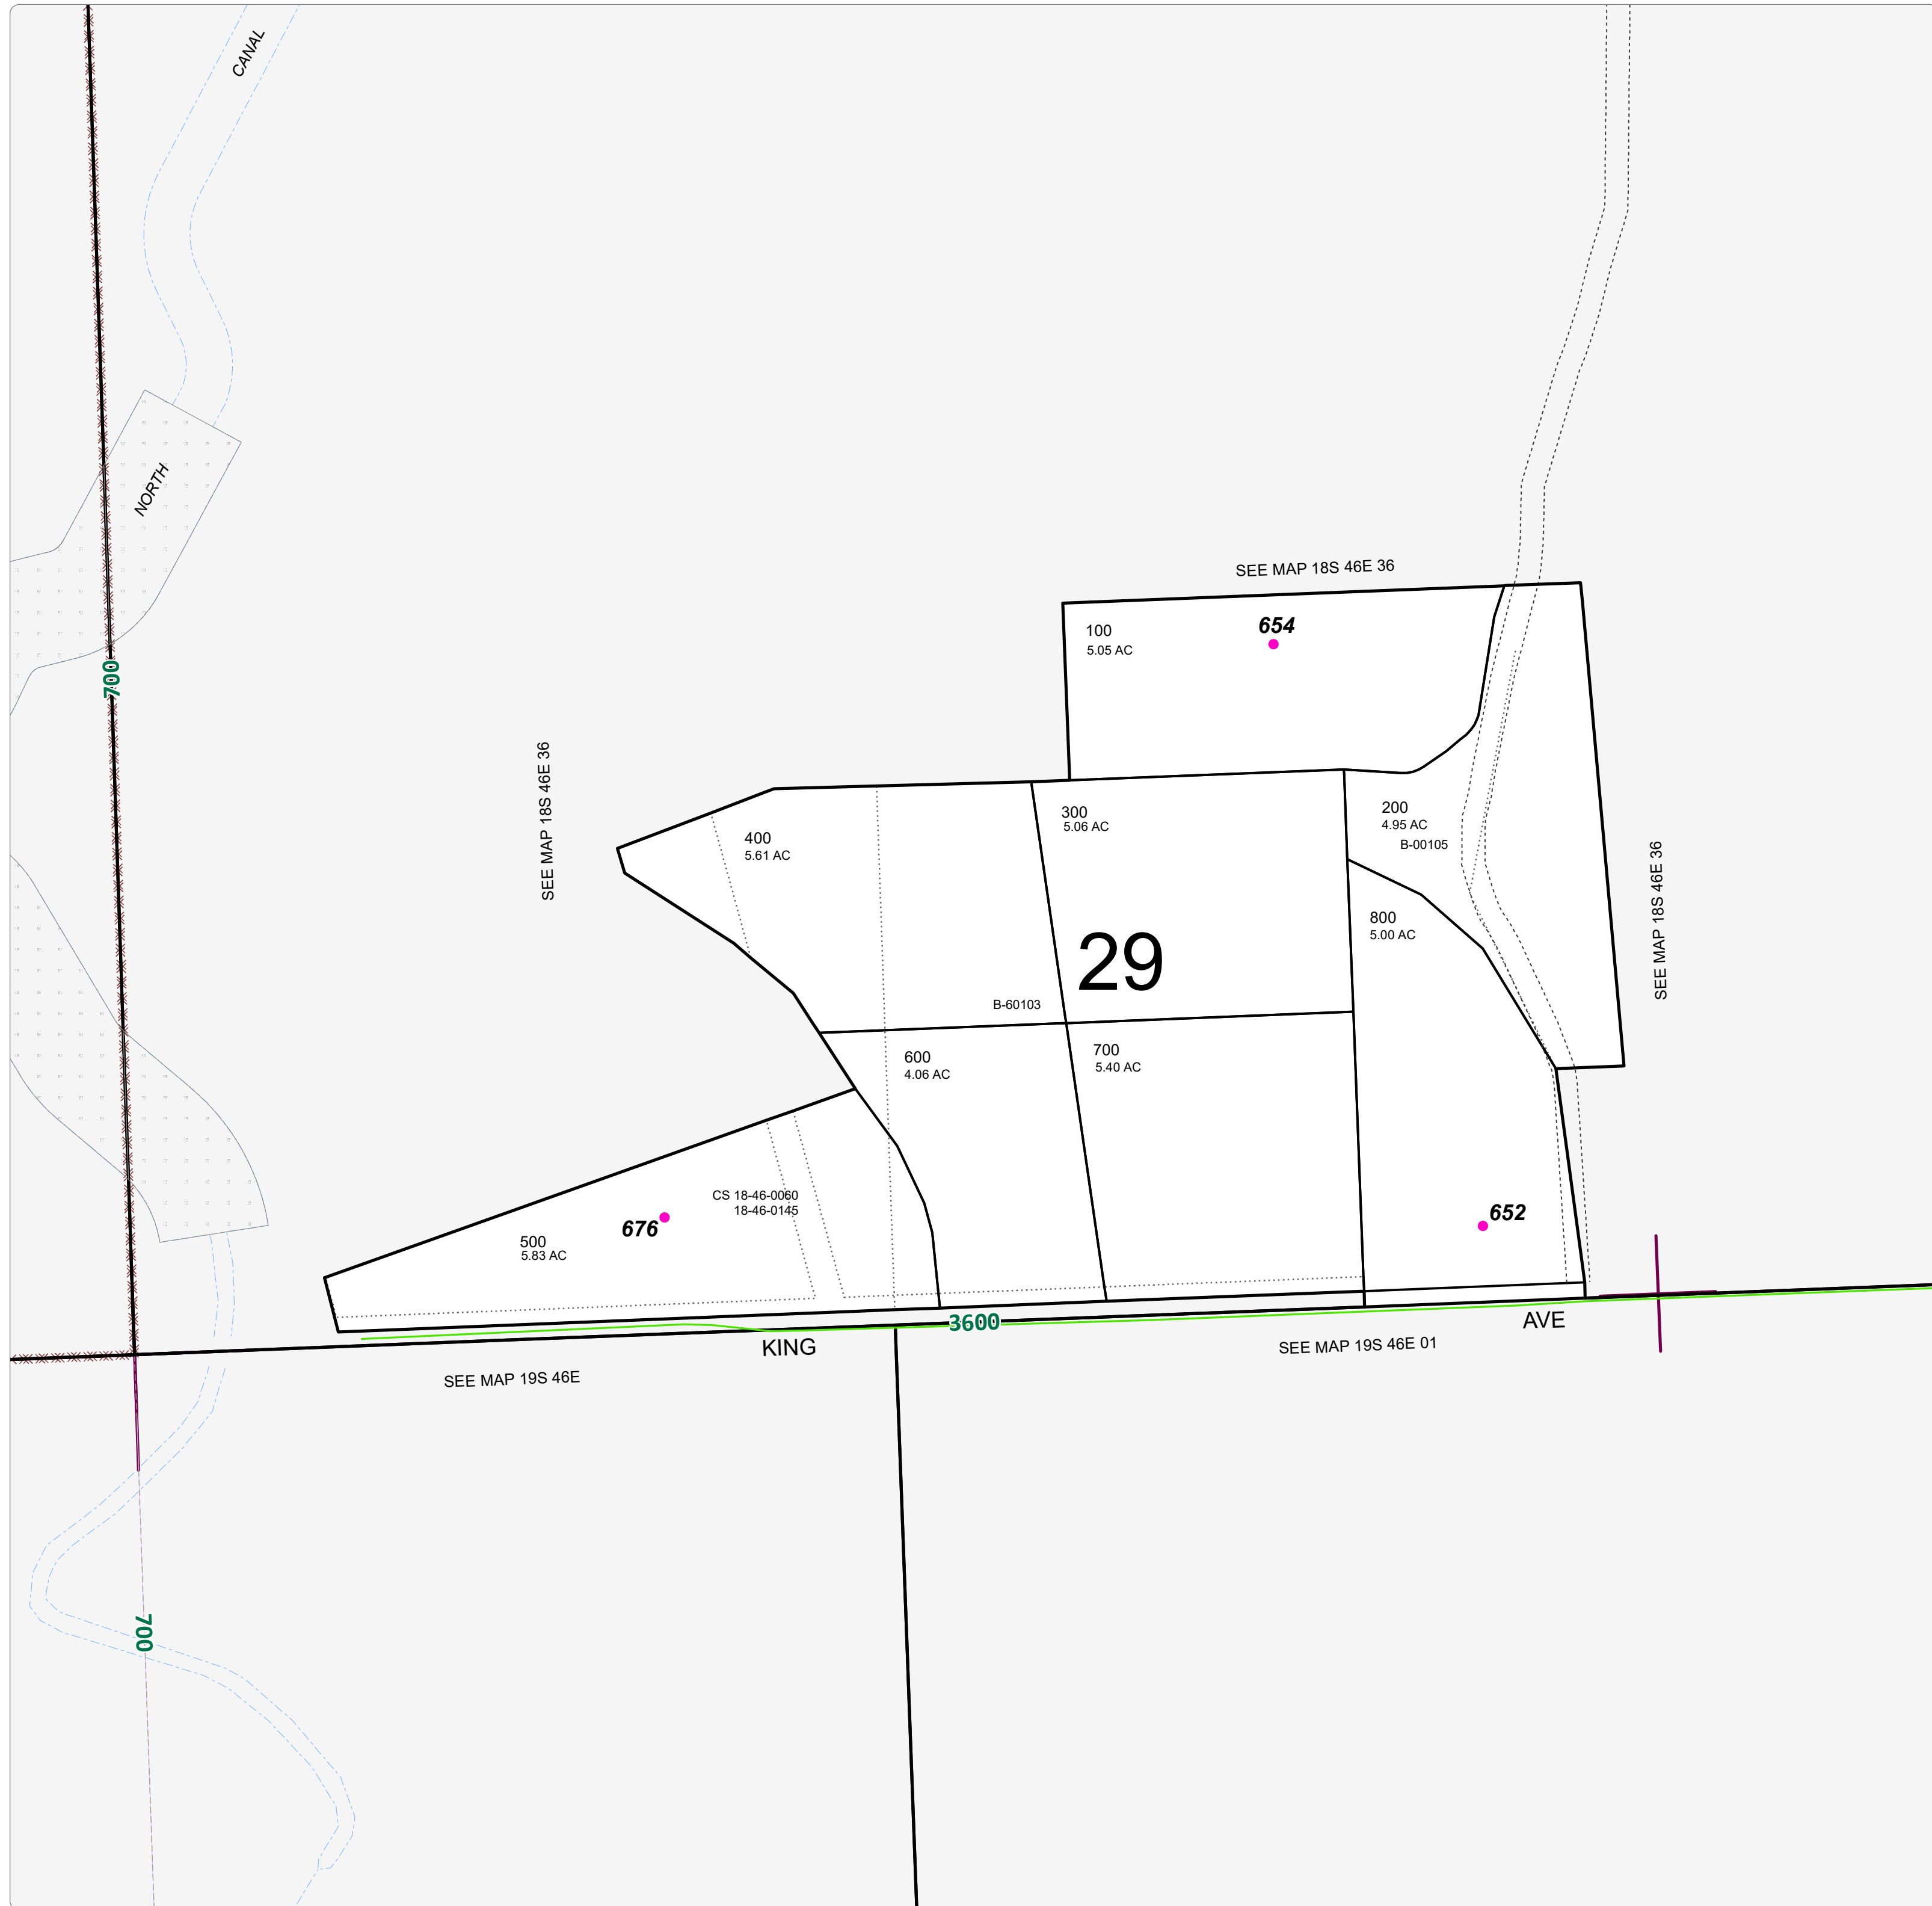 CANAL
NORTH
700
SEE MAP 18S 46E 36
654
100
5.05 AC
SEE MAP 18S 46E 36
400
5.61 AC
300
5.06 AC
200
4.95 AC
B-00105
SEE MAP 18S 46E 36
800
5.00 AC
29
B-60103
600
4.06 AC
700
5.40 AC
CS 18-46-0060
18-46-0145
676
500
5.83 AC
652
3600
KING
AVE
SEE MAP 19S 46E 01
SEE MAP 19S 46E
700